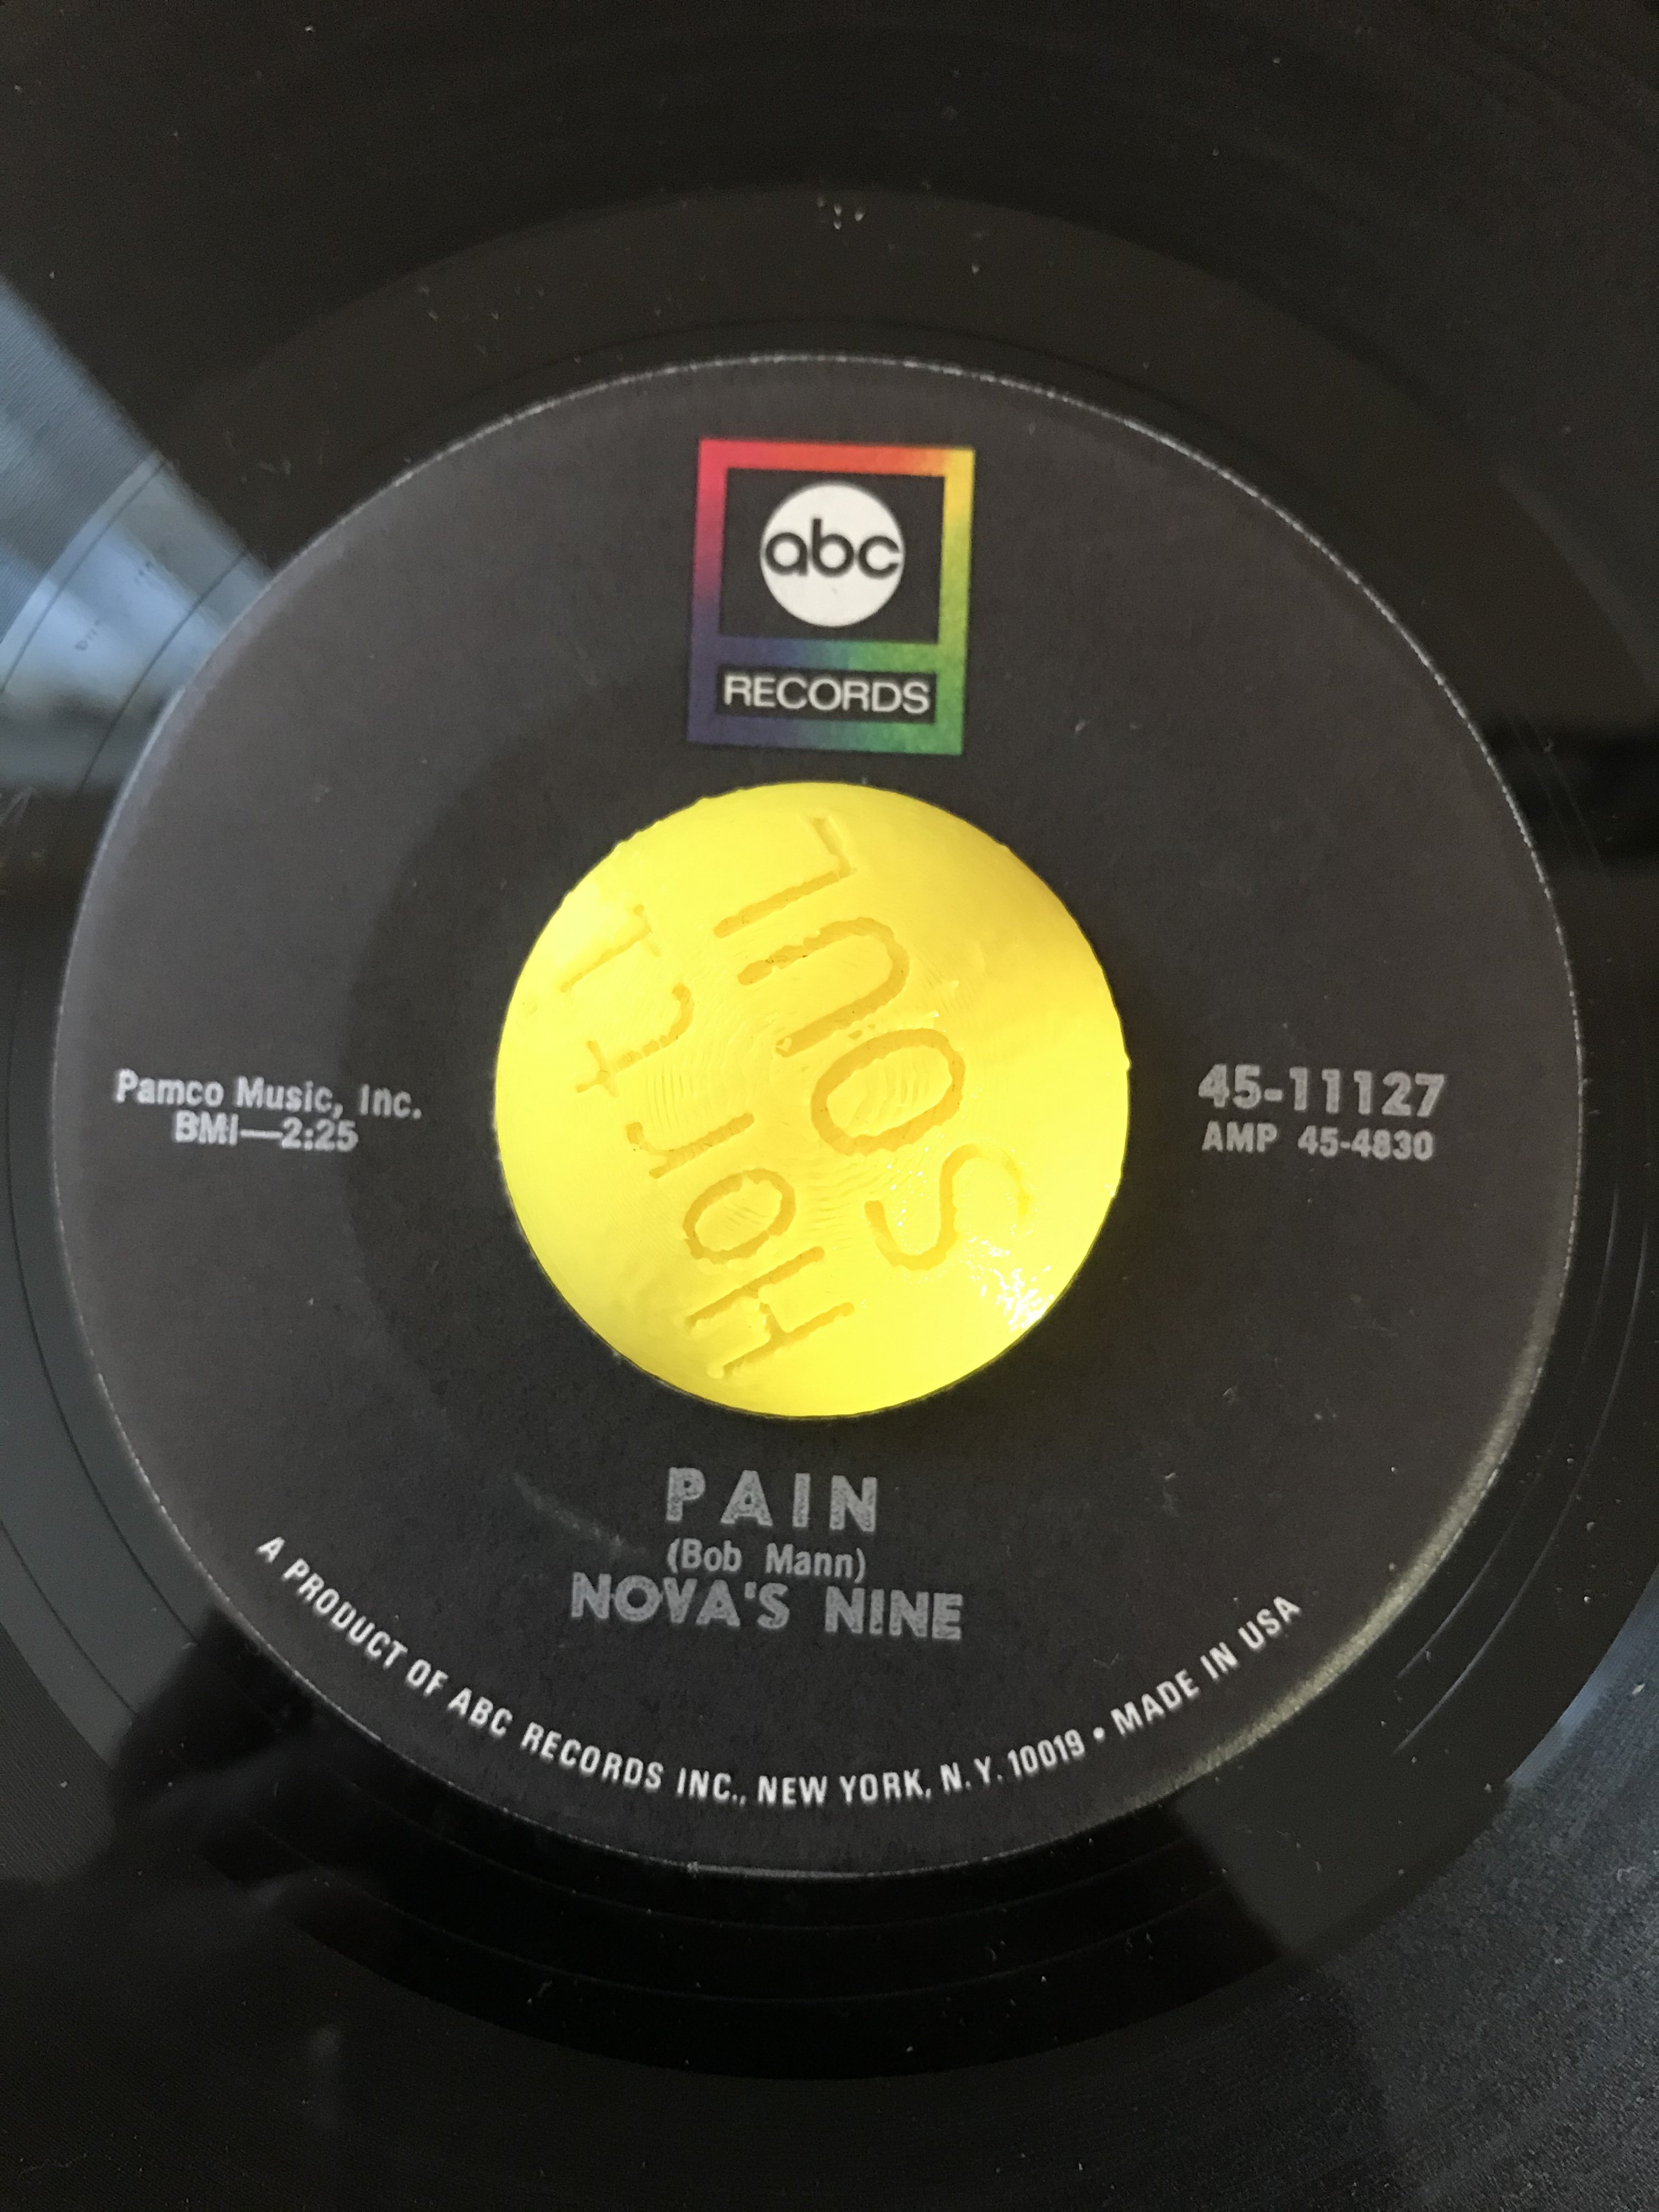 abc
RECORDS
SOUL
Pamco Music, Inc.
BMI—2:25
45-11127
AMP 45-4830
PAIN
(Bob Mann)
NOVA'S NINE
A PRODUCT OF ABC RECORDS INC., NEW YORK, N.Y. 10019 • MADE IN USA